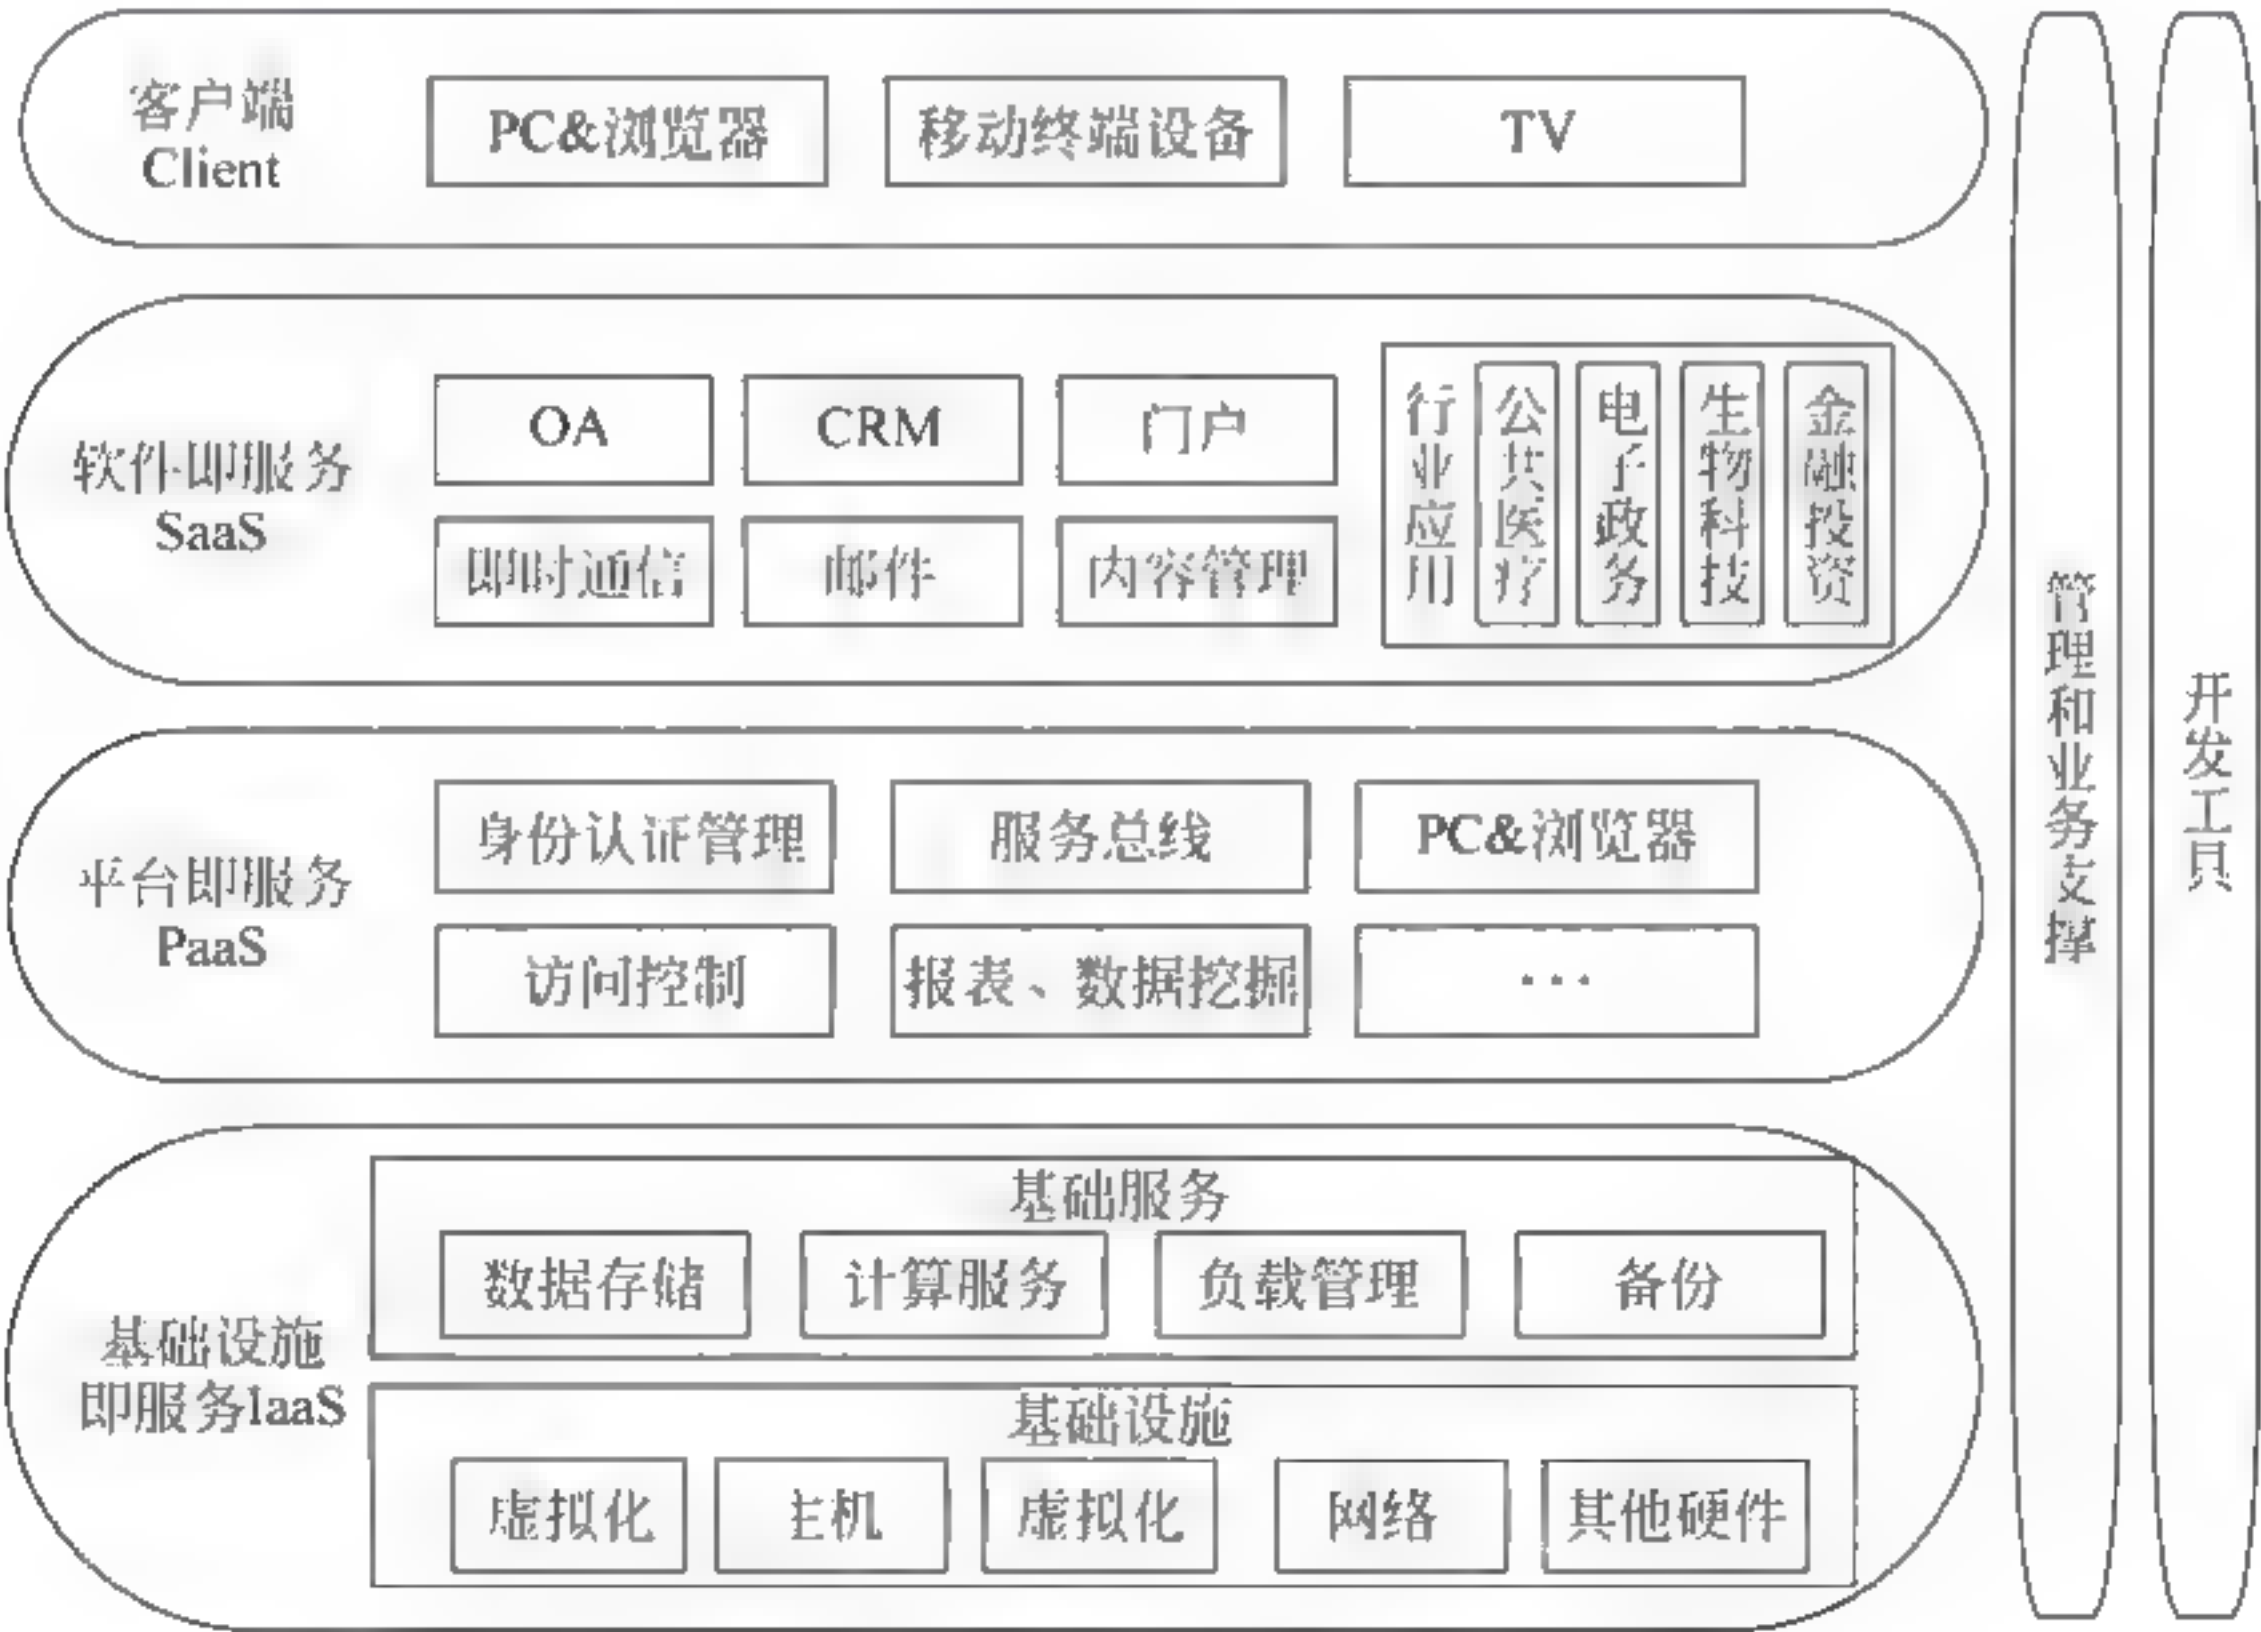 客户端
Client
PC&浏览器
移动终端设备
TV
软件即服务
SaaS
OA
CRM
门户
即时通信
邮件
内容管理
行业应用
公共医疗
电子政务
生物科技
金融投资
平台即服务
PaaS
身份认证管理
服务总线
PC&浏览器
访问控制
报表、数据挖掘
···
基础设施
即服务IaaS
基础服务
数据存储
计算服务
负载管理
备份
基础设施
虚拟化
主机
虚拟化
网络
其他硬件
管理和业务支撑
开发工具